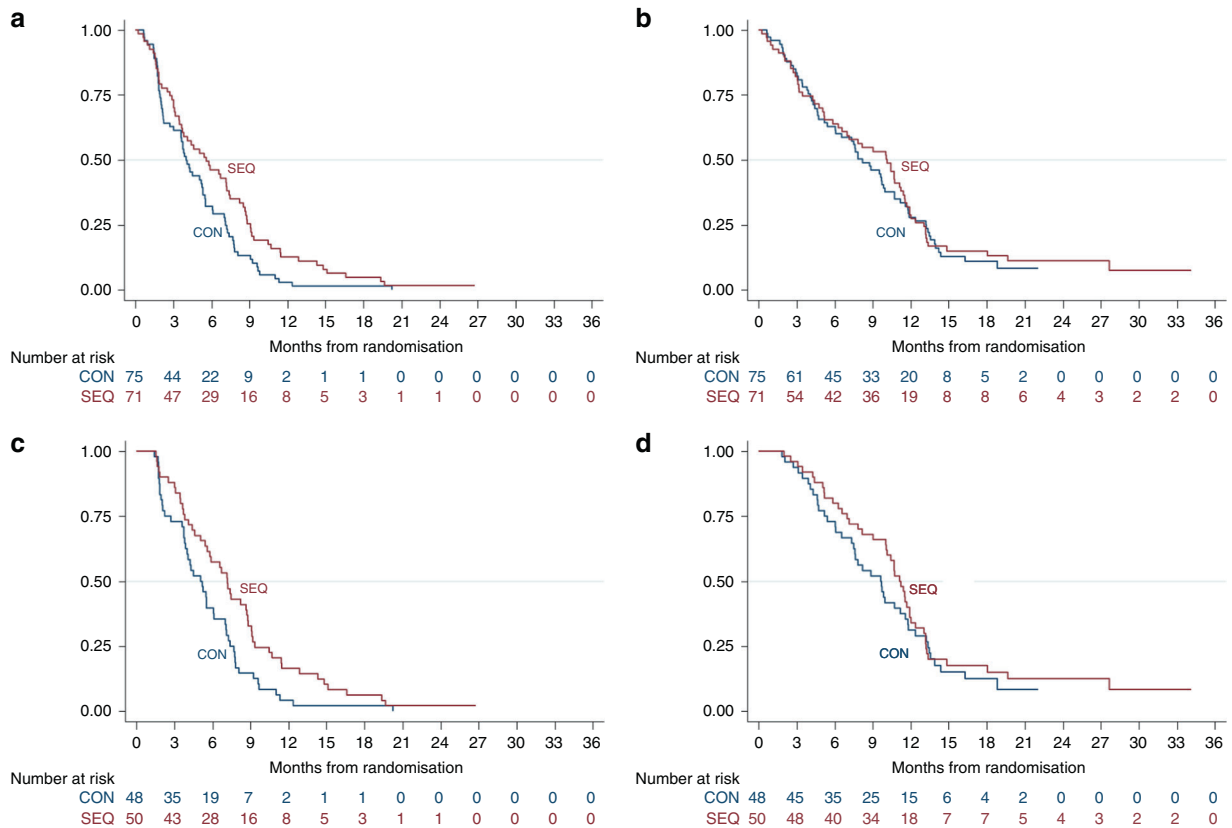 a
1.00
0.75
0.50
0.25
0.00
SEQ
CON
0 3 6 9 12 15 18 21 24 27 30 33 36
Months from randomisation
Number at risk
CON 75 44 22 9 2 1 1 0 0 0 0 0 0
SEQ 71 47 29 16 8 5 3 1 1 0 0 0 0
b
1.00
0.75
0.50
0.25
0.00
SEQ
CON
0 3 6 9 12 15 18 21 24 27 30 33 36
Months from randomisation
Number at risk
CON 75 61 45 33 20 8 5 2 0 0 0 0 0
SEQ 71 54 42 36 19 8 8 6 4 3 2 2 0
c
1.00
0.75
0.50
0.25
0.00
SEQ
CON
0 3 6 9 12 15 18 21 24 27 30 33 36
Months from randomisation
Number at risk
CON 48 35 19 7 2 1 1 0 0 0 0 0 0
SEQ 50 43 28 16 8 5 3 1 1 0 0 0 0
d
1.00
0.75
0.50
0.25
0.00
SEQ
CON
0 3 6 9 12 15 18 21 24 27 30 33 36
Months from randomisation
Number at risk
CON 48 45 35 25 15 6 4 2 0 0 0 0 0
SEQ 50 48 40 34 18 7 7 5 4 3 2 2 0